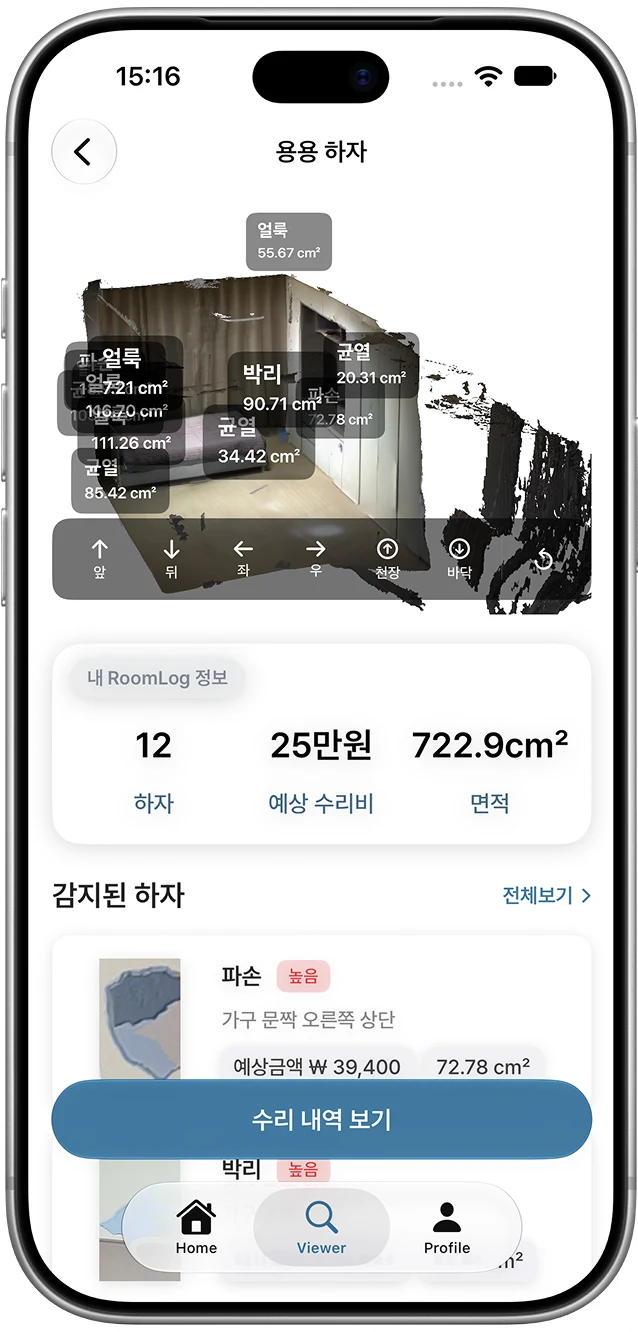 15:16
용용 하자
얼룩
55.67 cm²
균열
20.31 cm²
얼룩
7.21 cm²
박리
90.71 cm²
파손
72.78 cm²
얼룩
111.26 cm²
균열
34.42 cm²
균열
85.42 cm²
앞
뒤
좌
우
천장
바닥
내 RoomLog 정보
12
25만원
722.9cm²
하자
예상 수리비
면적
감지된 하자
전체보기
파손
높음
가구 문짝 오른쪽 상단
예상금액 ₩ 39,400
72.78 cm²
수리 내역 보기
박리
높음
Home
Viewer
Profile